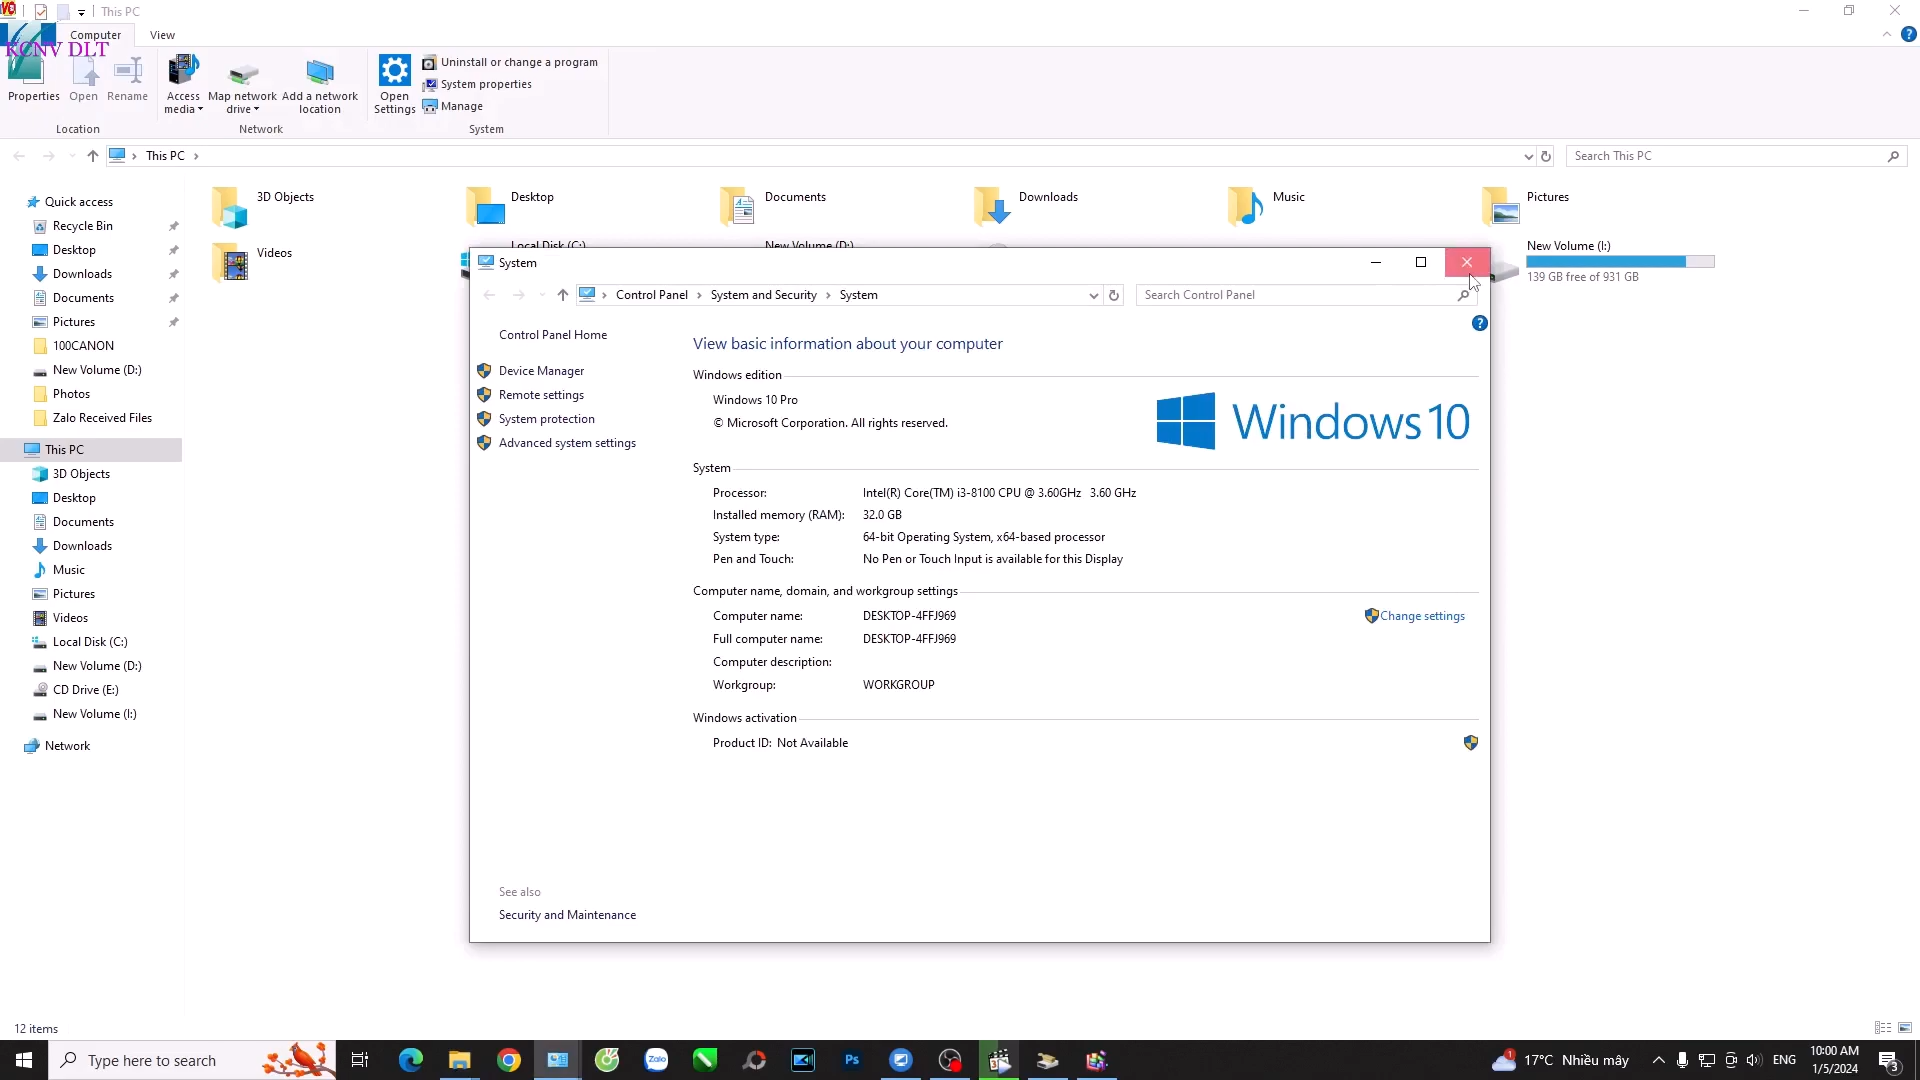 This PC
KCNV DLT
Computer
View
Properties
Open
Rename
Access media
Map network drive
Add a network location
Open Settings
Uninstall or change a program
System properties
Manage
Location
Network
System
This PC
Search This PC
Quick access
Recycle Bin
Desktop
Downloads
Documents
Pictures
100CANON
New Volume (D:)
Photos
Zalo Received Files
This PC
3D Objects
Desktop
Documents
Downloads
Music
Pictures
Videos
Local Disk (C:)
New Volume (D:)
CD Drive (E:)
New Volume (I:)
Network
3D Objects
Desktop
Documents
Downloads
Music
Pictures
Videos
Local Disk (C:)
New Volume (D:)
New Volume (I:)
139 GB free of 931 GB
System
Control Panel
System and Security
System
Search Control Panel
Control Panel Home
Device Manager
Remote settings
System protection
Advanced system settings
View basic information about your computer
Windows edition
Windows 10 Pro
© Microsoft Corporation. All rights reserved.
Windows 10
System
Processor: Intel(R) Core(TM) i3-8100 CPU @ 3.60GHz 3.60 GHz
Installed memory (RAM): 32.0 GB
System type: 64-bit Operating System, x64-based processor
Pen and Touch: No Pen or Touch Input is available for this Display
Computer name, domain, and workgroup settings
Computer name: DESKTOP-4FFJ969
Change settings
Full computer name: DESKTOP-4FFJ969
Computer description:
Workgroup: WORKGROUP
Windows activation
Product ID: Not Available
See also
Security and Maintenance
12 items
Type here to search
Zalo
Ps
1
17°C Nhiều mây
ENG
10:00 AM
1/5/2024
3